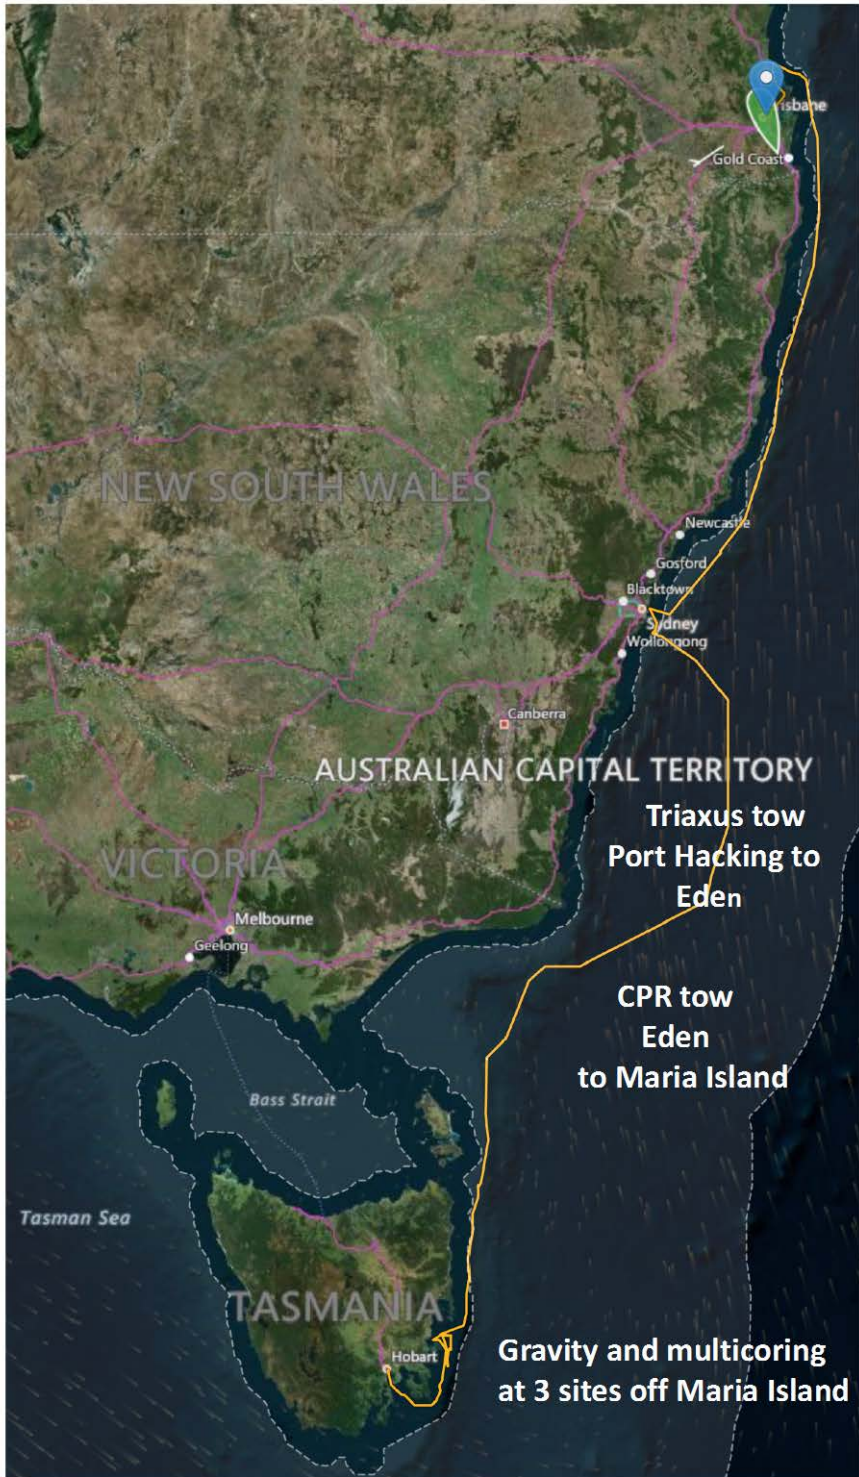 risbane
Gold Coast
NEW SOUTH WALES
Newcastle
Gosford
Blacktown
Sydney
Wollongong
Canberra
AUSTRALIAN CAPITAL TERRITORY
Triaxus tow
Port Hacking to
Eden
VICTORIA
Melbourne
Geelong
CPR tow
Eden
to Maria Island
Bass Strait
Tasman Sea
TASMANIA
Hobart
Gravity and multicoring
at 3 sites off Maria Island